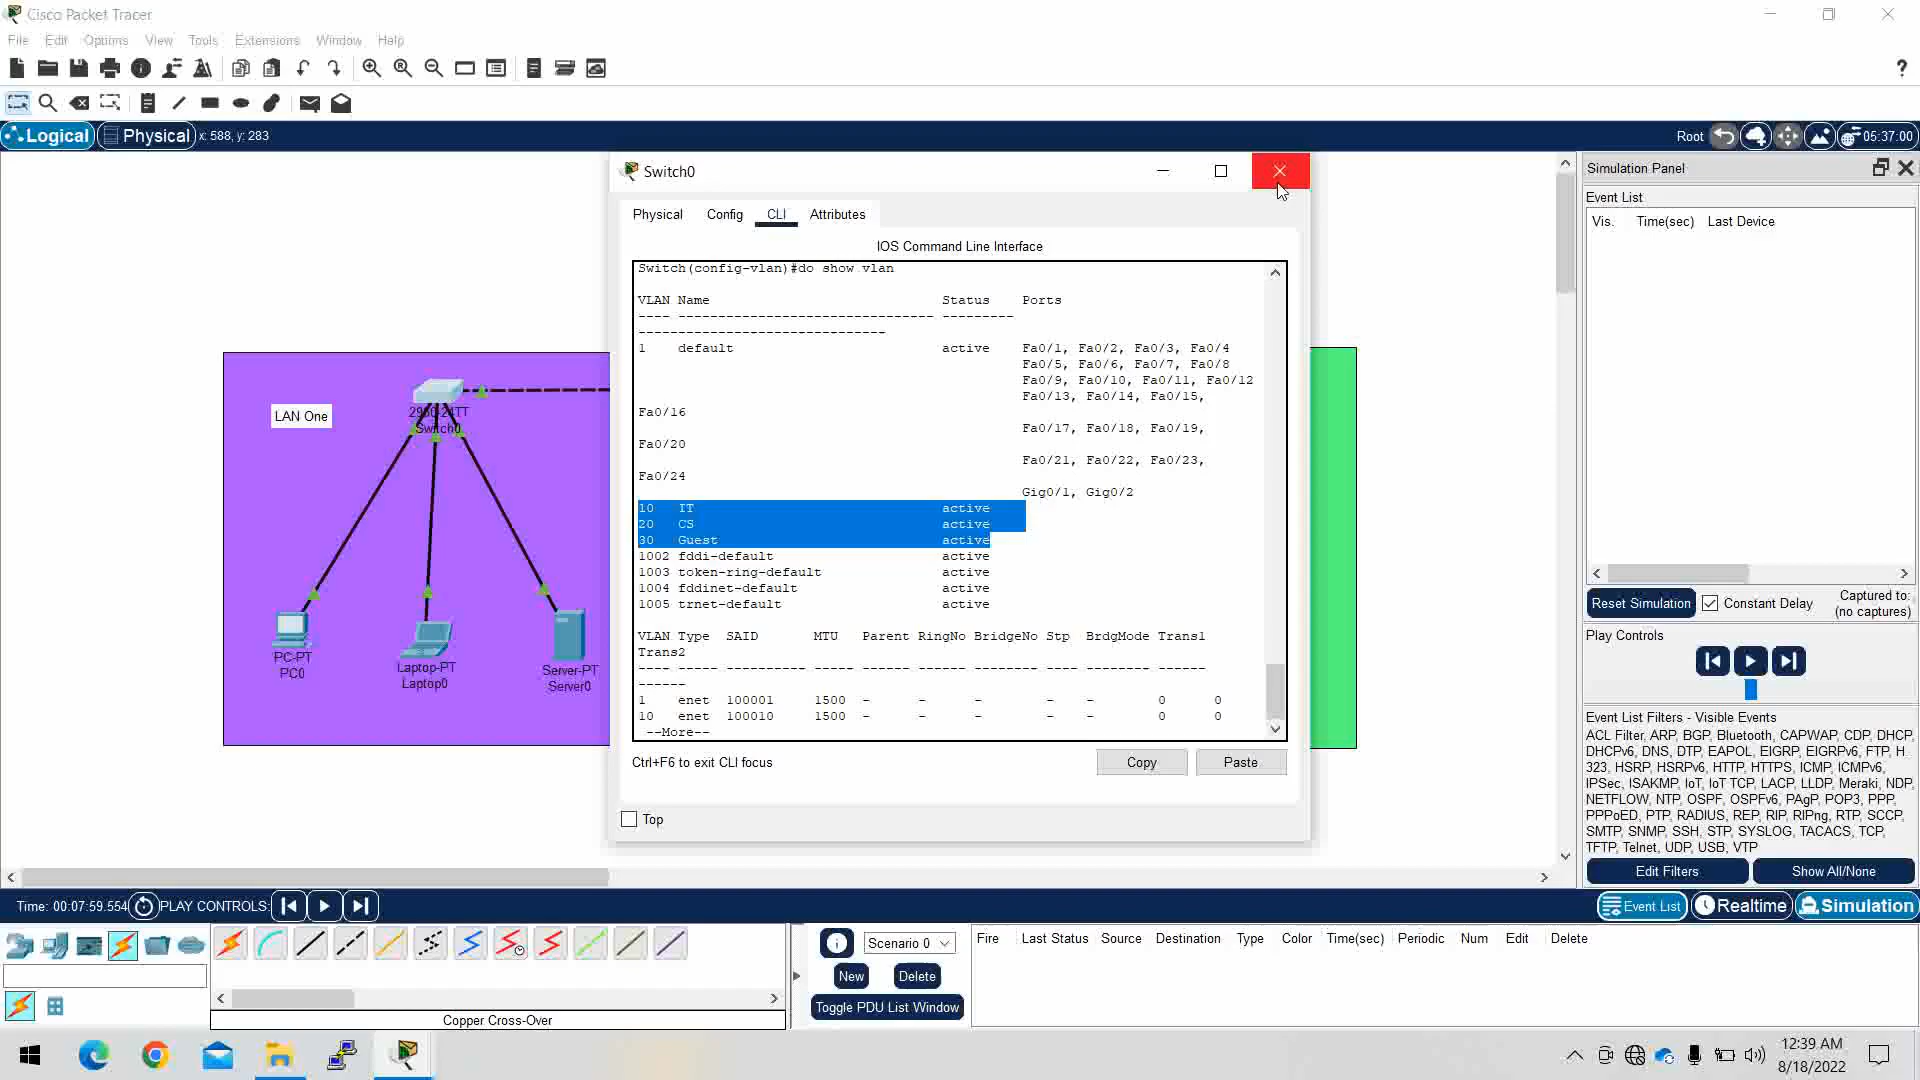 Cisco Packet Tracer
File Edit Options View Tools Extensions Window Help
?
Logical Physical x: 588, y: 283
Root 05:37:00
Switch0
Physical Config CLI Attributes
IOS Command Line Interface
Switch(config-vlan)#do show vlan
VLAN Name Status Ports
---- -------------------------------- ---------
-------------------------------
1 default active Fa0/1, Fa0/2, Fa0/3, Fa0/4
Fa0/5, Fa0/6, Fa0/7, Fa0/8
Fa0/9, Fa0/10, Fa0/11, Fa0/12
Fa0/13, Fa0/14, Fa0/15,
Fa0/16
Fa0/17, Fa0/18, Fa0/19,
Fa0/20
Fa0/21, Fa0/22, Fa0/23,
Fa0/24
Gig0/1, Gig0/2
10 IT active
20 CS active
30 Guest active
1002 fddi-default active
1003 token-ring-default active
1004 fddinet-default active
1005 trnet-default active
VLAN Type SAID MTU Parent RingNo BridgeNo Stp BrdgMode Trans1
Trans2
---- ----- ---------- ----- ------ ------ -------- ---- -------- ------
------
1 enet 100001 1500 - - - - - 0 0
10 enet 100010 1500 - - - - - 0 0
--More--
Ctrl+F6 to exit CLI focus
Copy Paste
Top
LAN One
2960-24TT
Switch0
PC-PT
PC0
Laptop-PT
Laptop0
Server-PT
Server0
Simulation Panel
Event List
Vis. Time(sec) Last Device
Reset Simulation Constant Delay
Captured to:
(no captures)
Play Controls
Event List Filters - Visible Events
ACL Filter, ARP, BGP, Bluetooth, CAPWAP, CDP, DHCP,
DHCPv6, DNS, DTP, EAPOL, EIGRP, EIGRPv6, FTP, H.
323, HSRP, HSRPv6, HTTP, HTTPS, ICMP, ICMPv6,
IPSec, ISAKMP, IoT, IoT TCP, LACP, LLDP, Meraki, NDP,
NETFLOW, NTP, OSPF, OSPFv6, PAgP, POP3, PPP,
PPPoED, PTP, RADIUS, REP, RIP, RIPng, RTP, SCCP,
SMTP, SNMP, SSH, STP, SYSLOG, TACACS, TCP,
TFTP, Telnet, UDP, USB, VTP
Edit Filters Show All/None
Time: 00:07:59.554 PLAY CONTROLS:
Event List Realtime Simulation
Scenario 0
New Delete
Toggle PDU List Window
Fire Last Status Source Destination Type Color Time(sec) Periodic Num Edit Delete
Copper Cross-Over
12:39 AM
8/18/2022